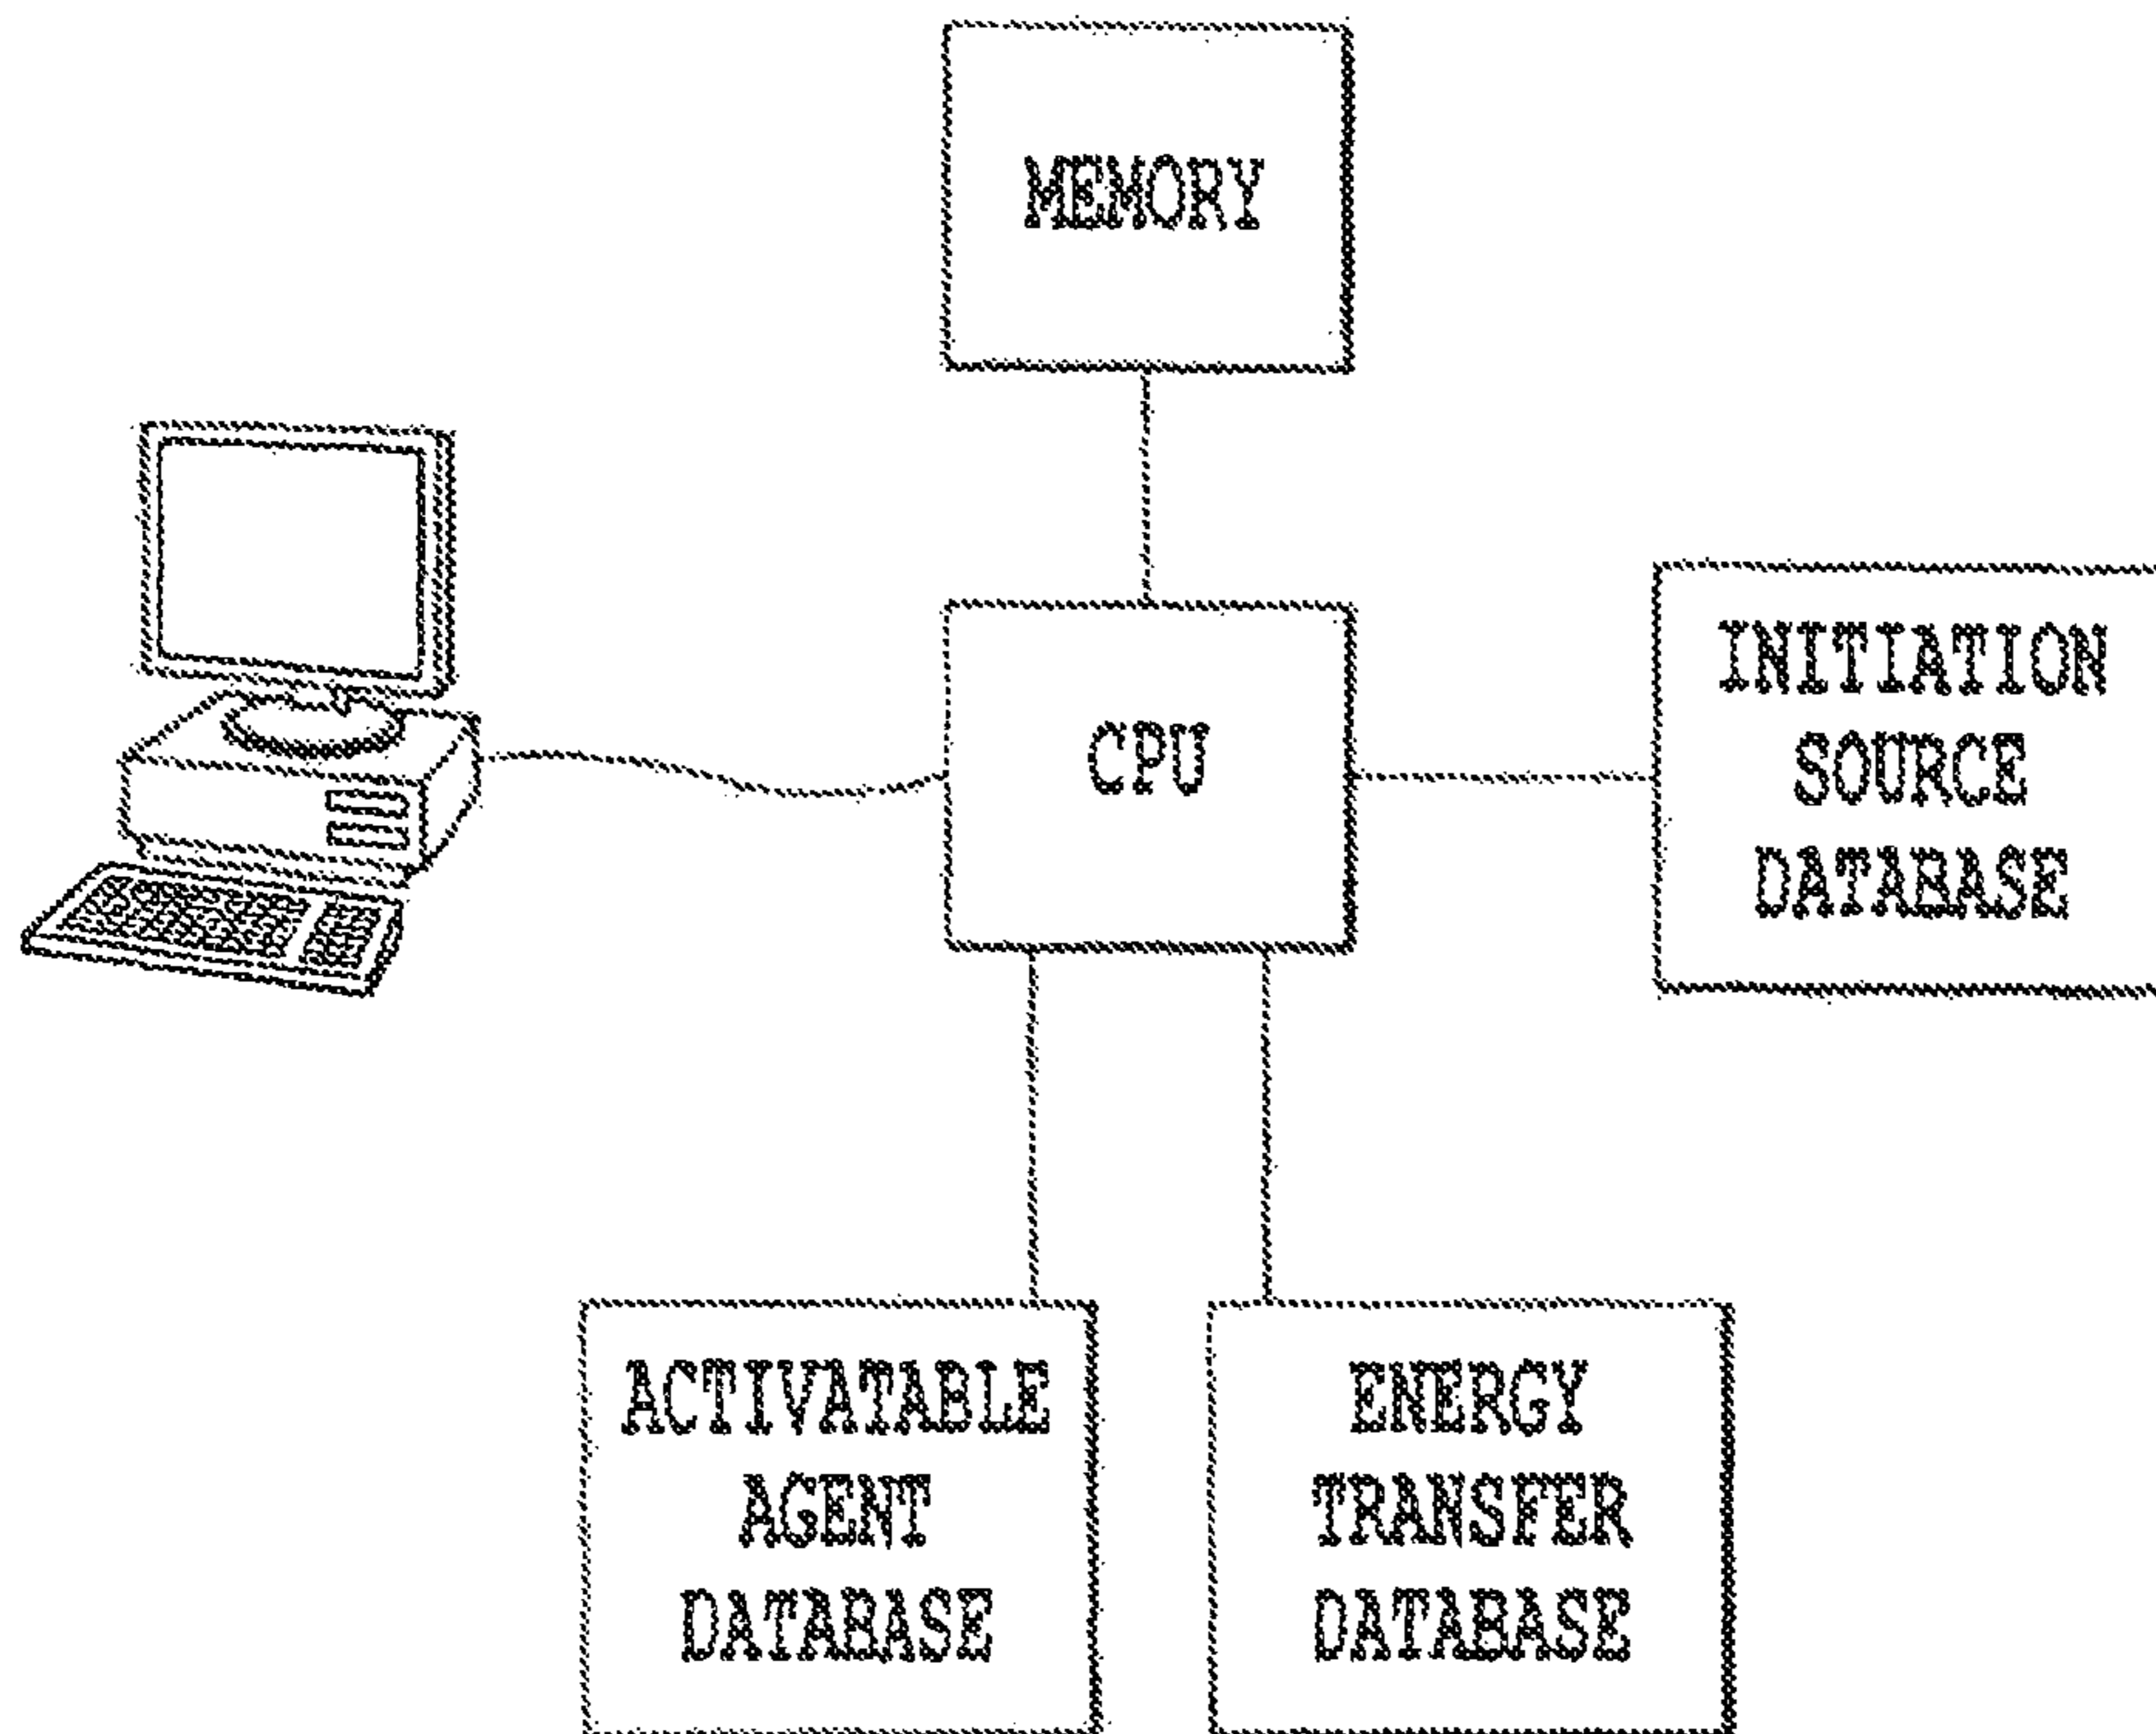 MEMORY
CPU
INITIATION
SOURCE
DATABASE
ACTIVATABLE
AGENT
DATABASE
ENERGY
TRANSFER
DATABASE